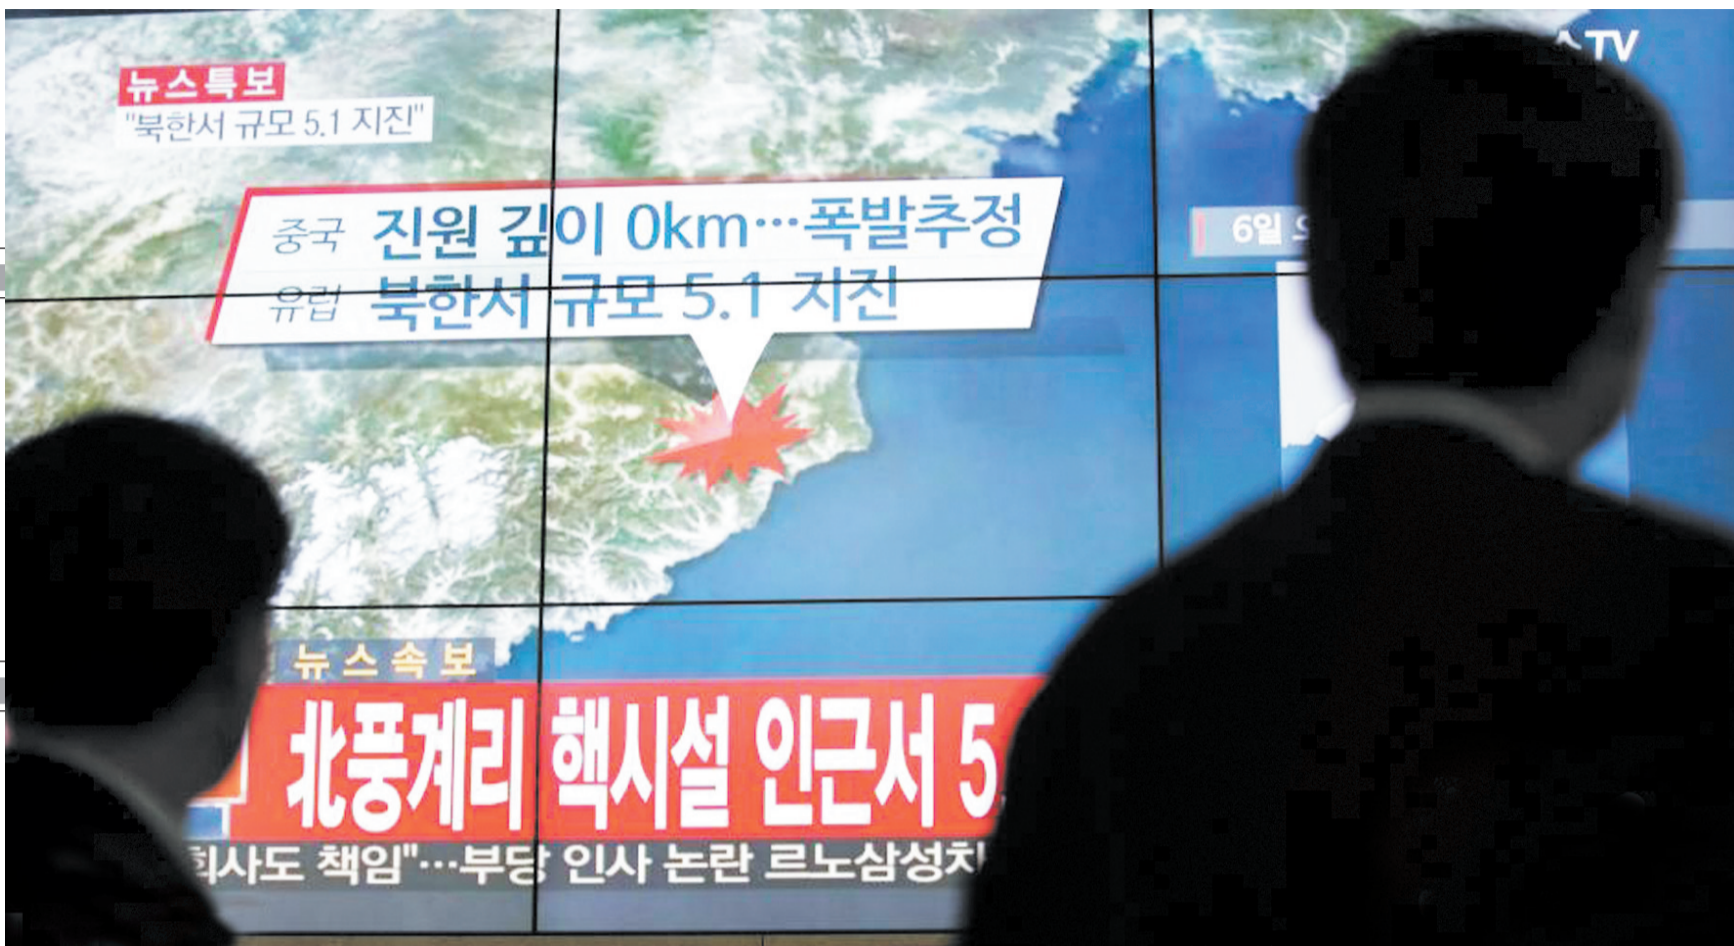 뉴스특보
"북한서 규모 5.1 지진"
TV
중국 진원 깊이 0km…폭발추정
유럽 북한서 규모 5.1 지진
6일
뉴스속보
北풍계리 핵시설 인근서 5.
회사도 책임"…부당 인사 논란 르노삼성차